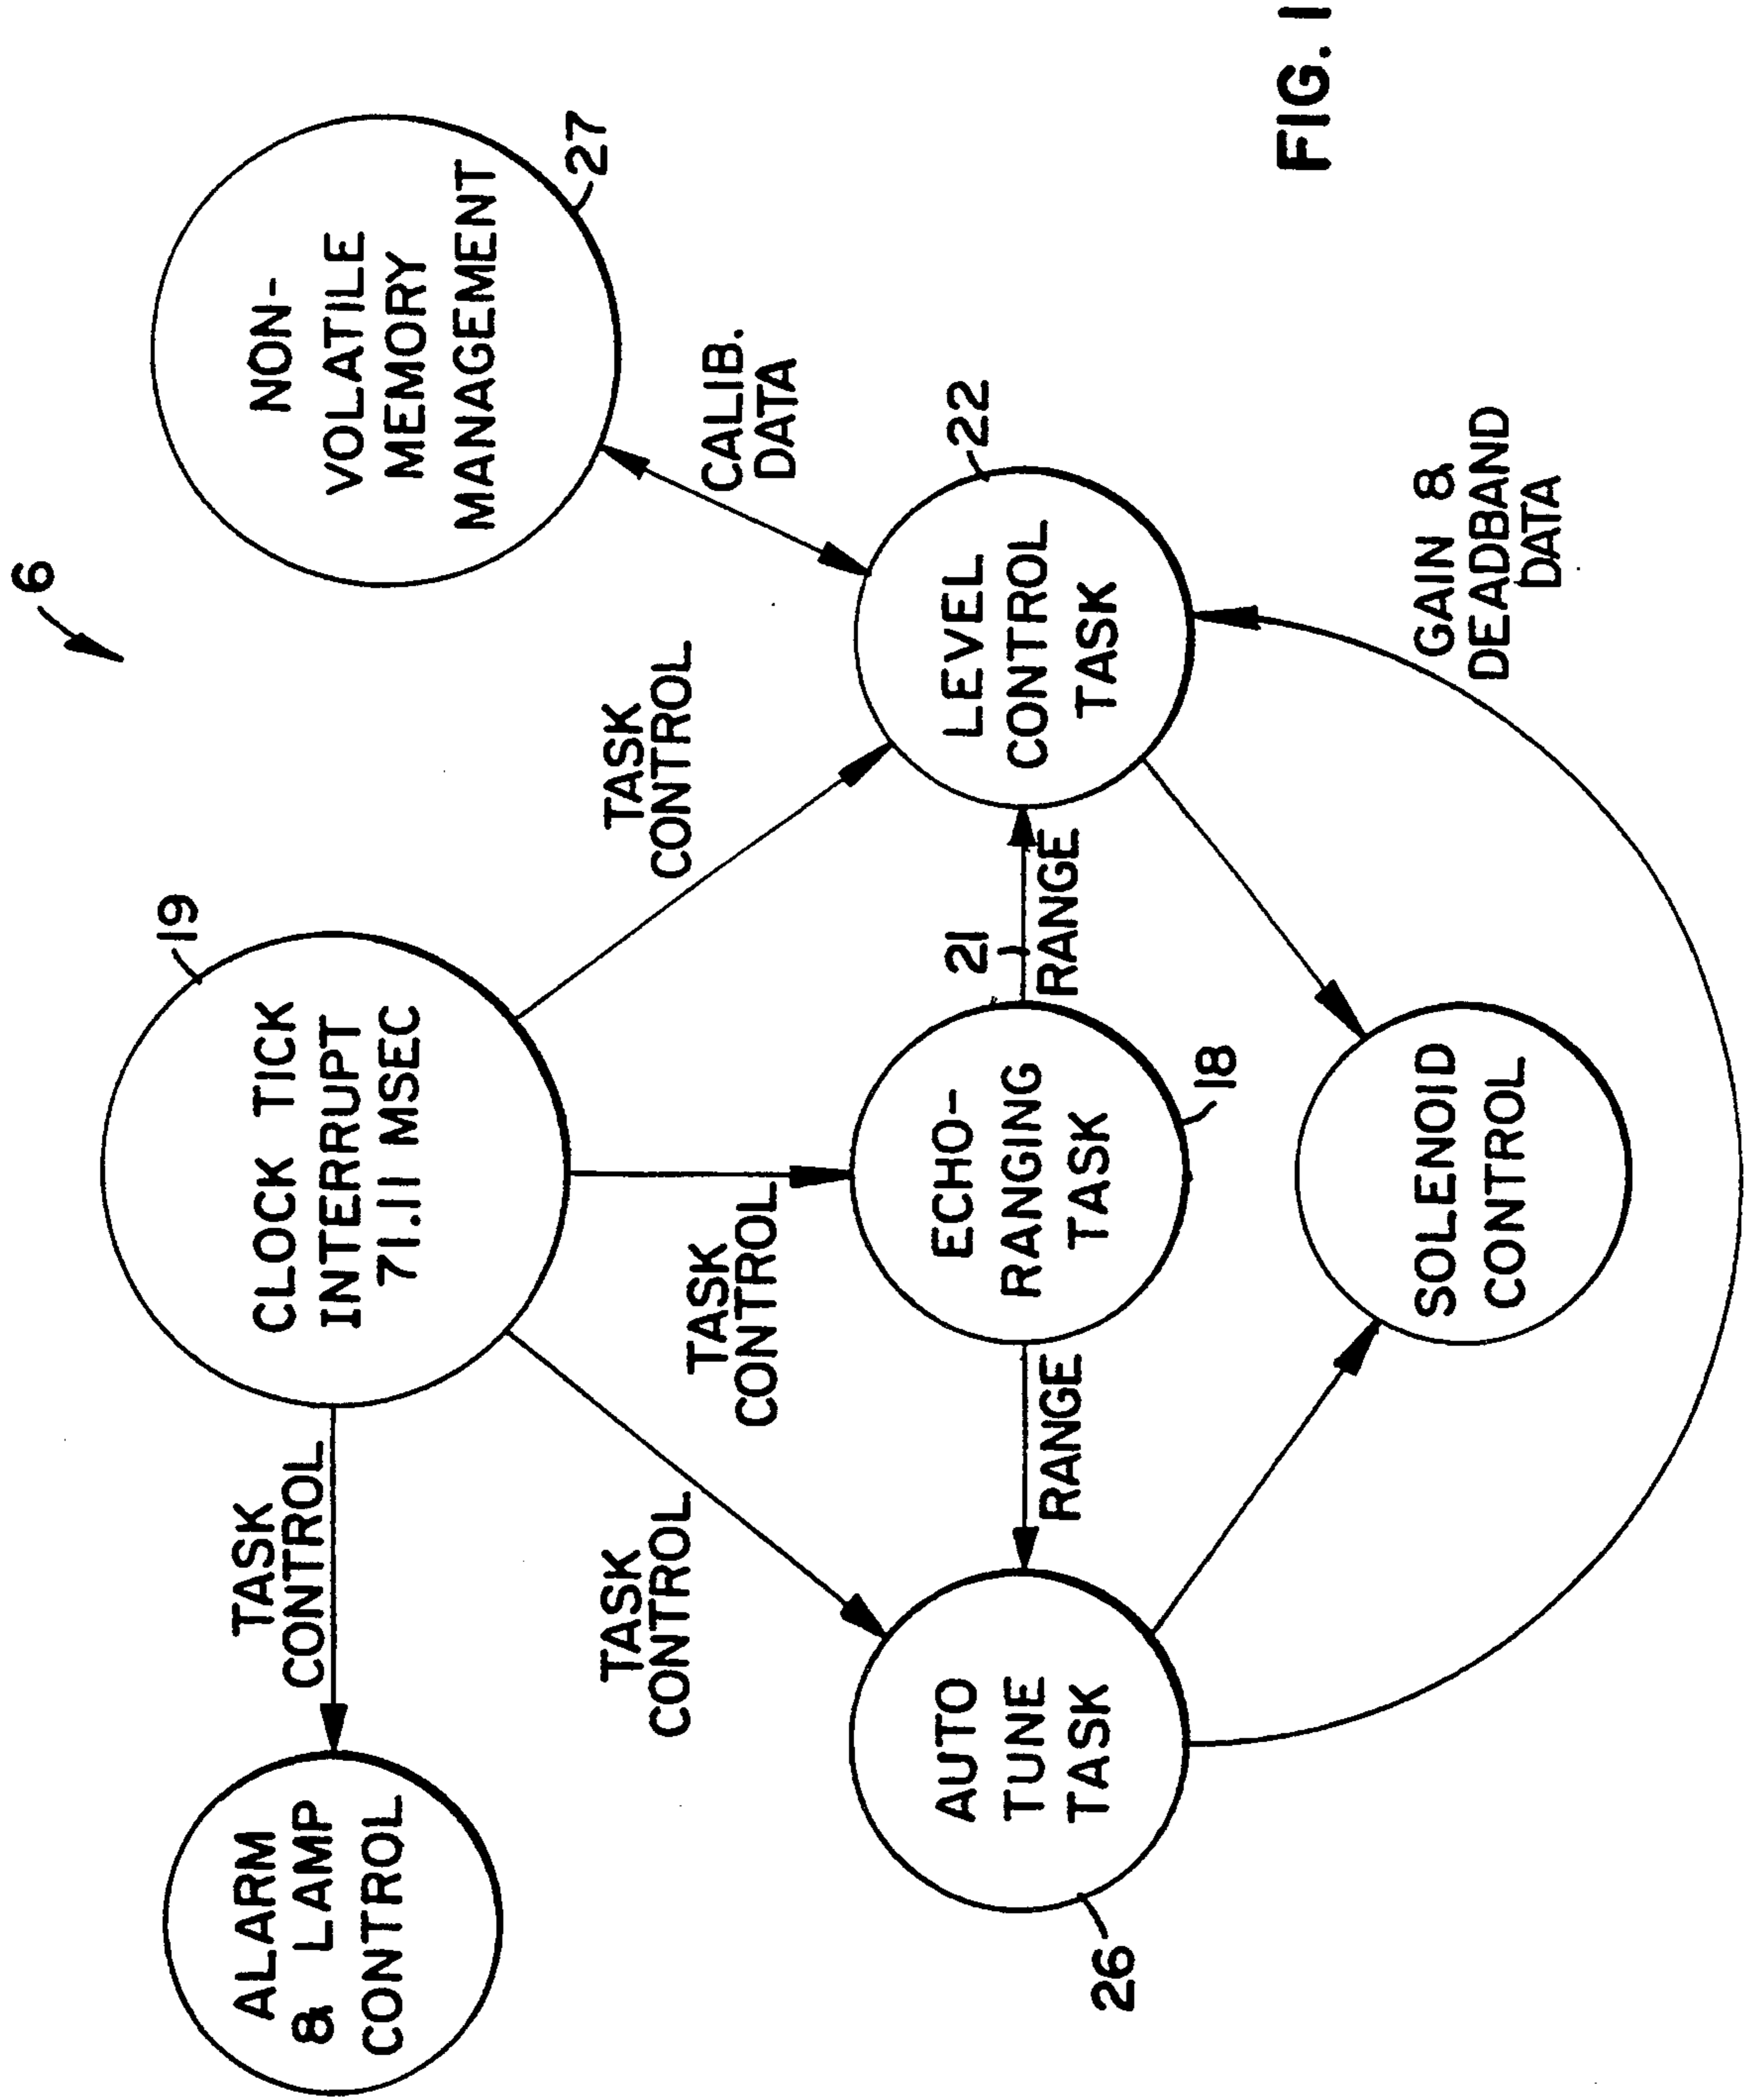 6
19
CLOCK TICK
INTERRUPT
71.11 MSEC
NON-
VOLATILE
MEMORY
MANAGEMENT
27
ALARM
& LAMP
CONTROL
TASK
CONTROL
TASK
CONTROL
TASK
CONTROL
TASK
CONTROL
CALIB.
DATA
AUTO
TUNE
TASK
26
RANGE
ECHO-
RANGING
TASK
18
21
RANGE
LEVEL
CONTROL
TASK
22
SOLENOID
CONTROL
GAIN &
DEADBAND
DATA
FIG. 1